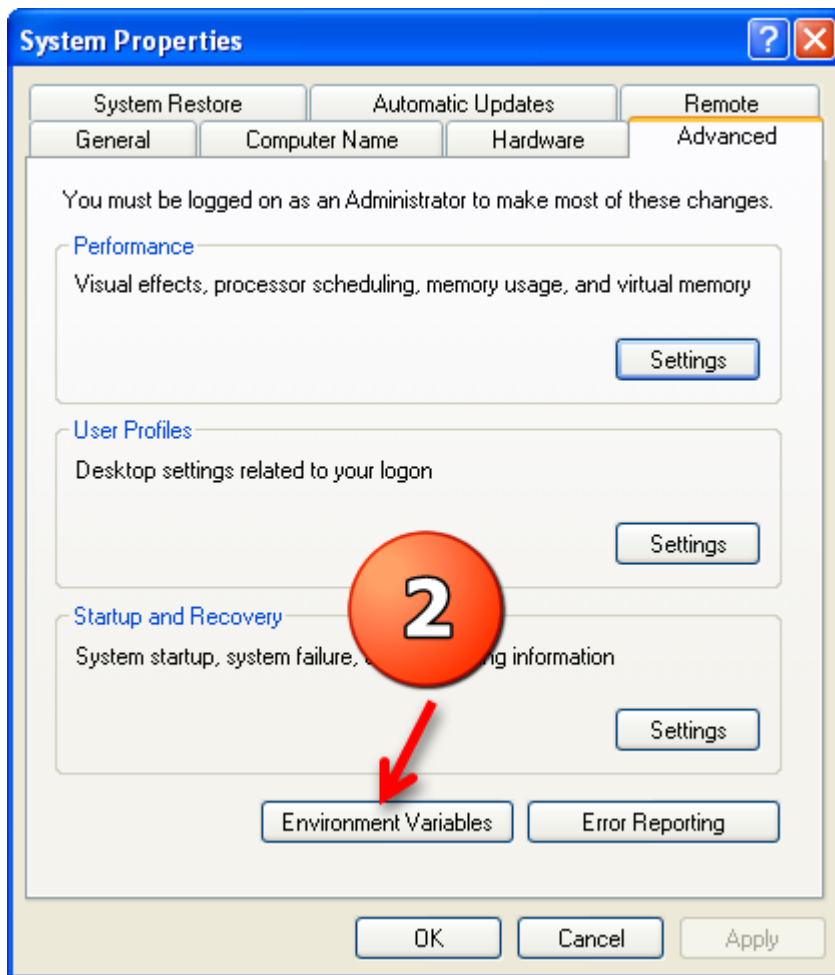 System Properties
System Restore Automatic Updates Remote
General Computer Name Hardware Advanced
You must be logged on as an Administrator to make most of these changes.
Performance
Visual effects, processor scheduling, memory usage, and virtual memory
Settings
User Profiles
Desktop settings related to your logon
Settings
Startup and Recovery
2
System startup, system failure, information
Settings
Environment Variables Error Reporting
OK Cancel Apply